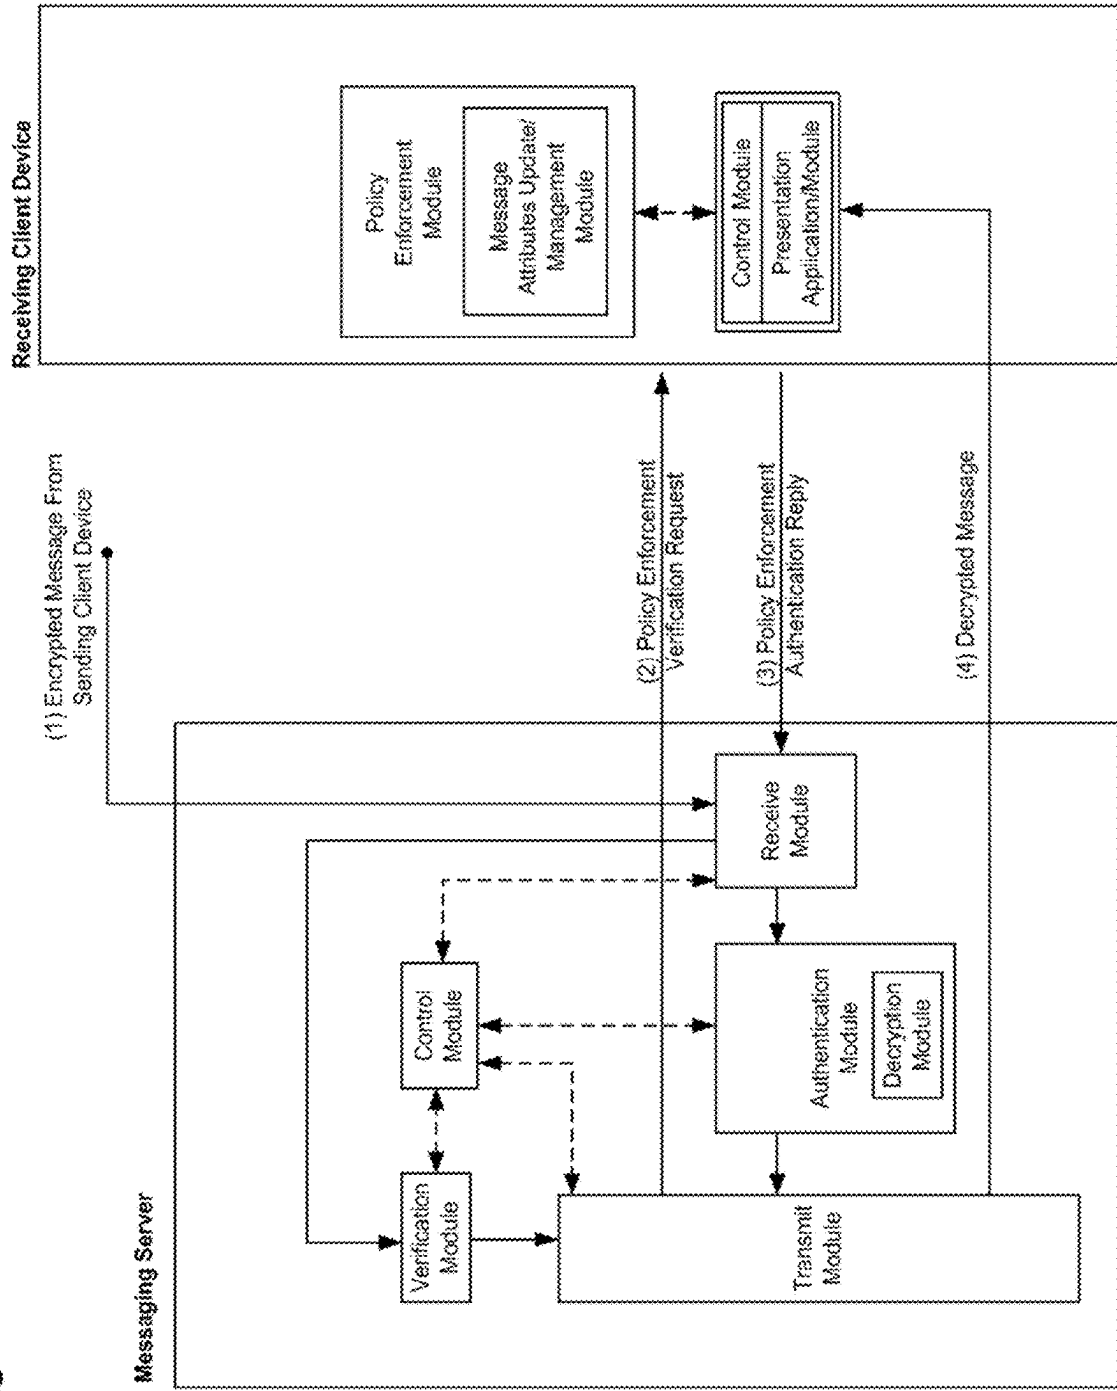 Messaging Server
Receiving Client Device
(1) Encrypted Message From
Sending Client Device
Verification
Module
Control
Module
Policy
Enforcement
Module
Message
Attributes Update/
Management
Module
Transmit
Module
Authentication
Module
Decryption
Module
Receive
Module
(2) Policy Enforcement
Verification Request
(3) Policy Enforcement
Authentication Reply
(4) Decrypted Message
Control Module
Presentation
Application/Module